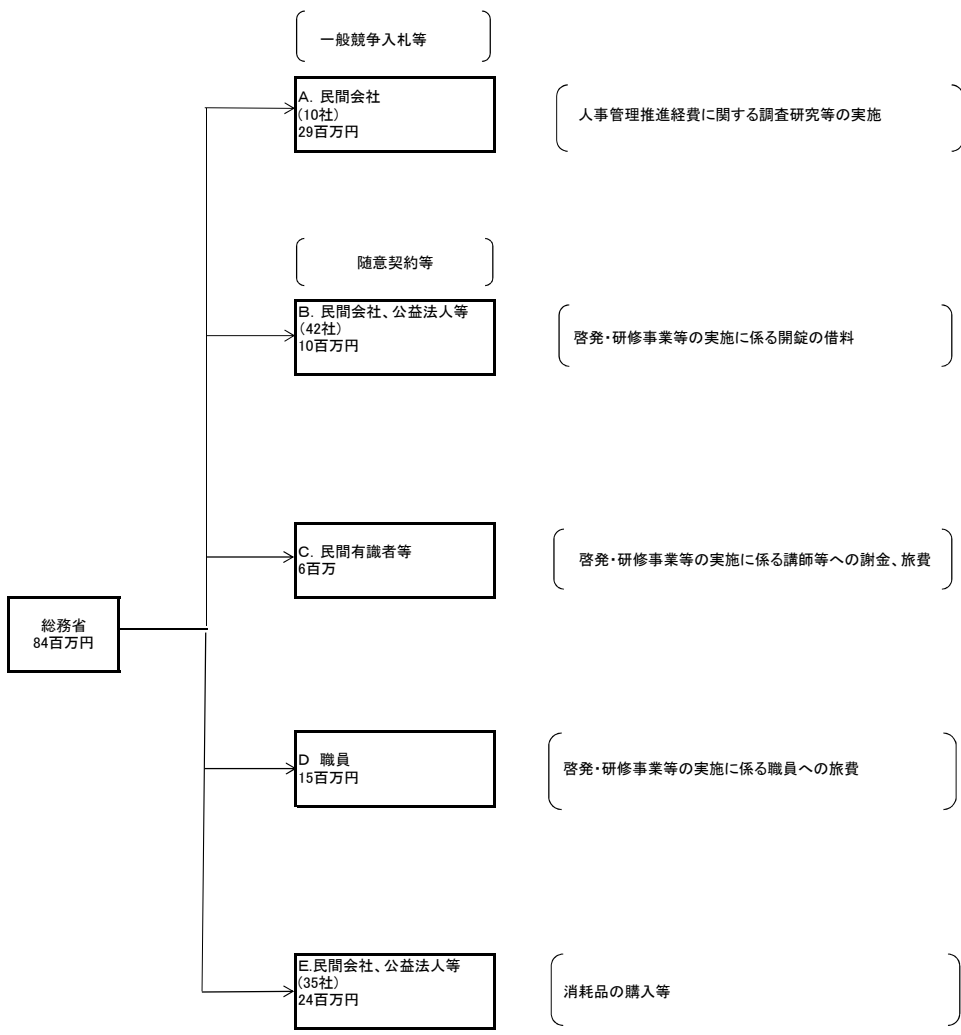 一般競争入札等
A. 民間会社
(10社)
29百万円
人事管理推進経費に関する調査研究等の実施
随意契約等
B. 民間会社、公益法人等
(42社)
10百万円
啓発・研修事業等の実施に係る開錠の借料
C. 民間有識者等
6百万
啓発・研修事業等の実施に係る講師等への謝金、旅費
総務省
84百万円
D 職員
15百万円
啓発・研修事業等の実施に係る職員への旅費
E.民間会社、公益法人等
(35社)
24百万円
消耗品の購入等